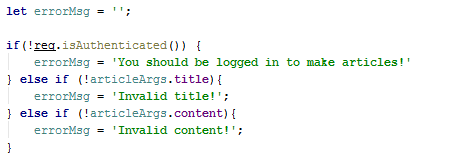 let errorMsg = '';
if(!req.isAuthenticated()) {
errorMsg = 'You should be logged in to make articles!'
} else if (!articleArgs.title){
errorMsg = 'Invalid title!';
} else if (!articleArgs.content){
errorMsg = 'Invalid content!';
}